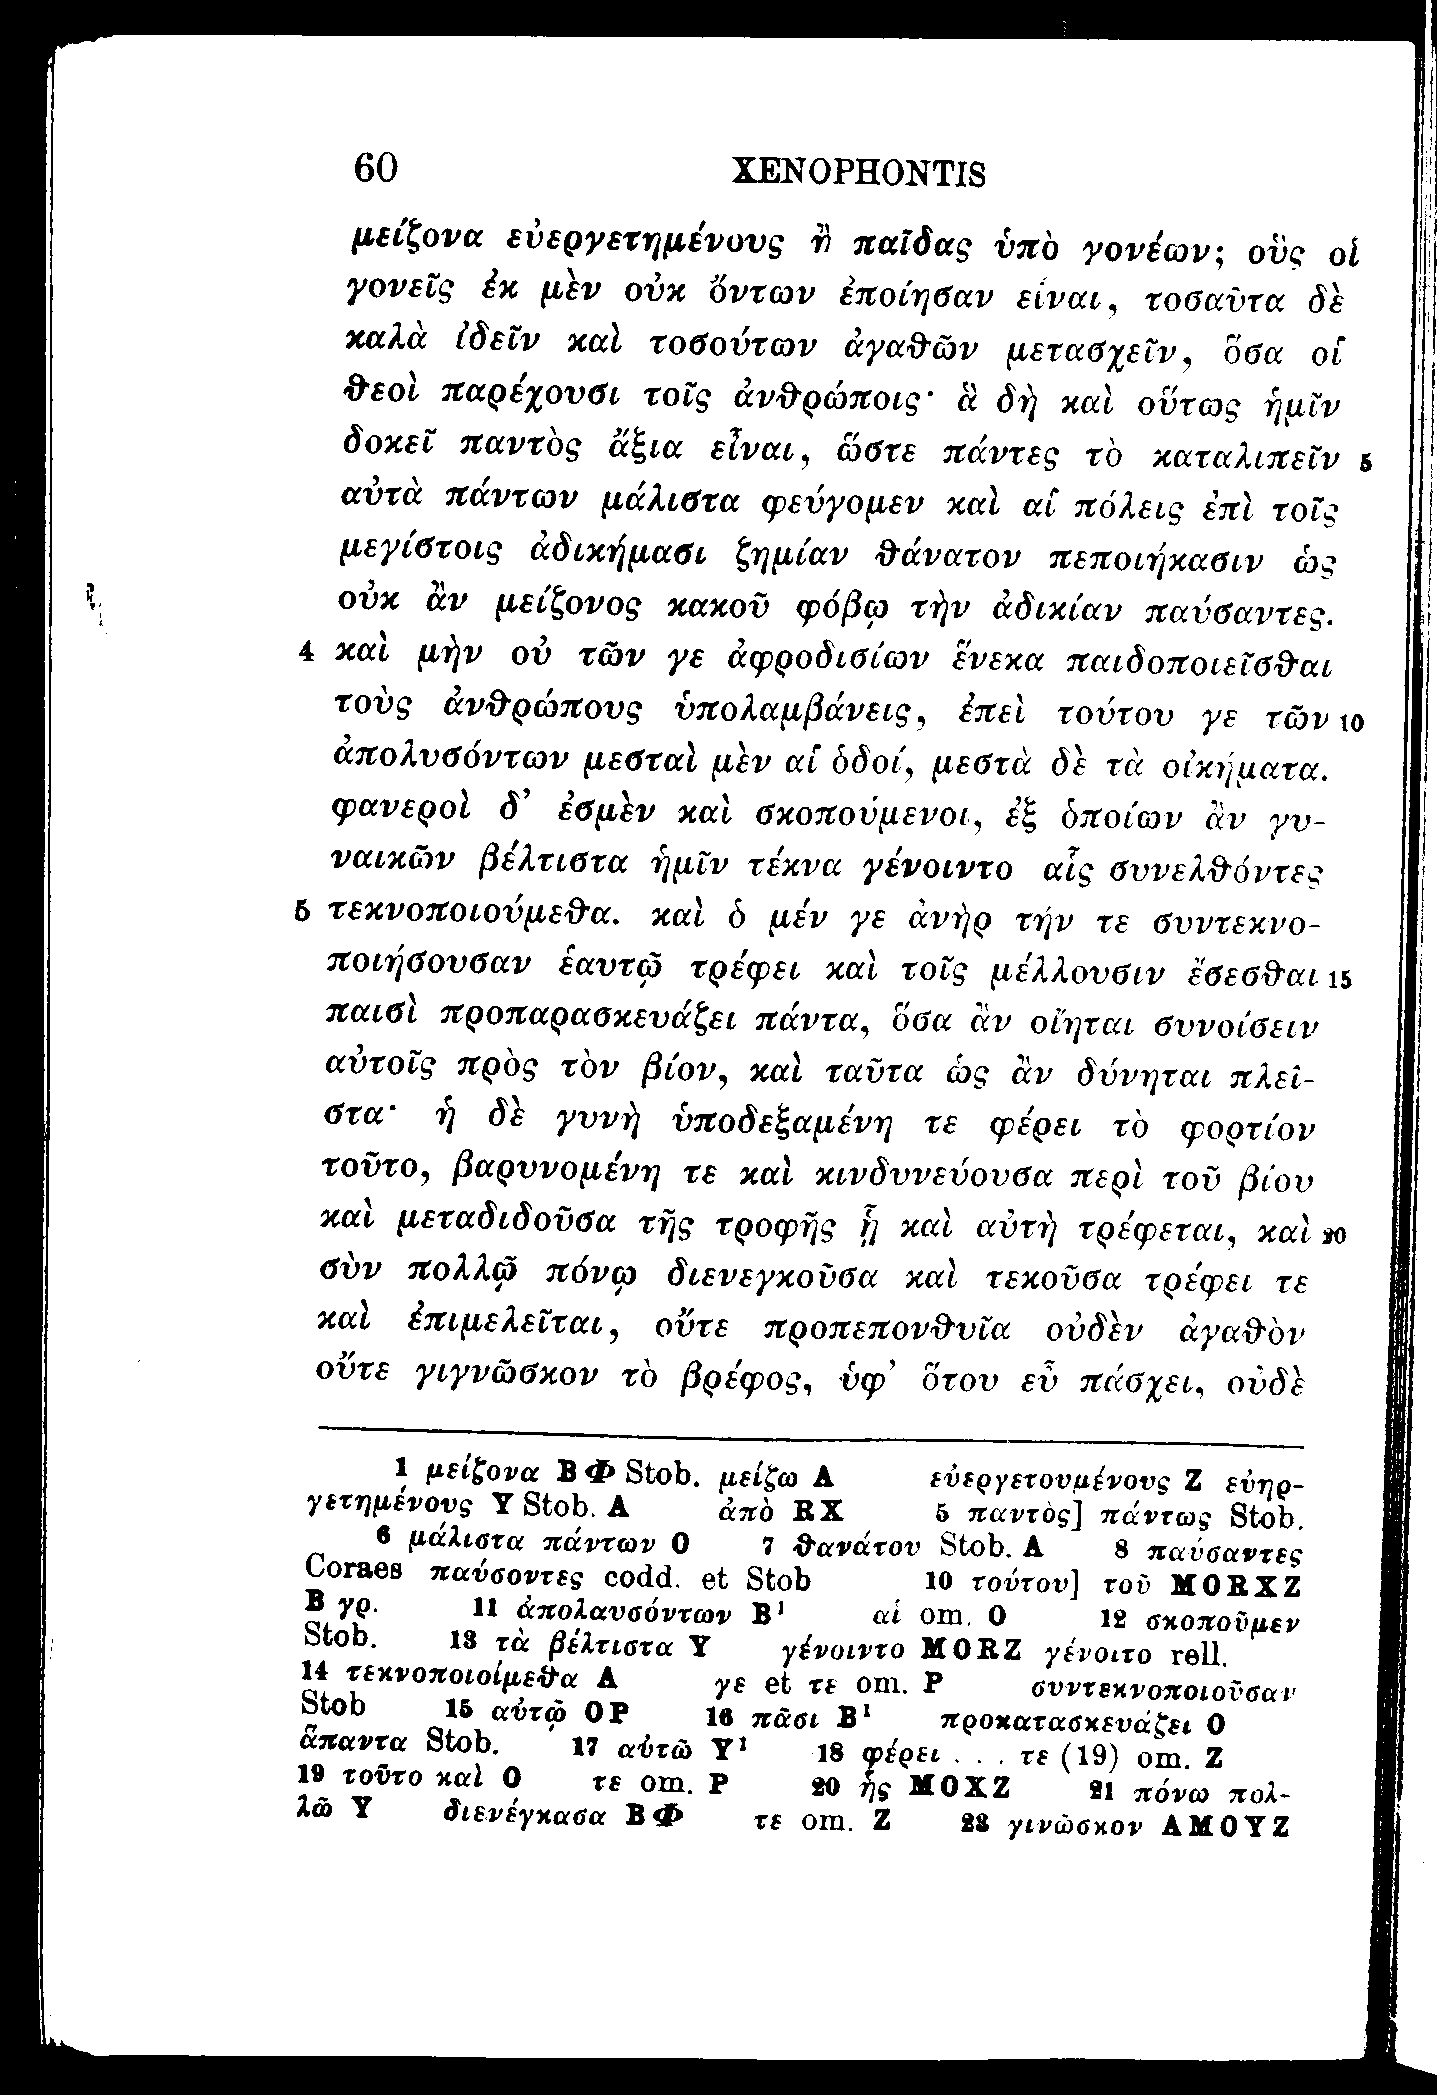 60 XENOPHONTIS
μείζονα εὐεργετημένους ἢ παῖδας ὑπὸ γονέων; οὓς οἱ
γονεῖς ἐκ μὲν οὐκ ὄντων ἐποίησαν εἶναι, τοσαῦτα δὲ
καλὰ ἰδεῖν καὶ τοσούτων ἀγαθῶν μετασχεῖν, ὅσα οἱ
θεοὶ παρέχουσι τοῖς ἀνθρώποις· ἃ δὴ καὶ οὕτως ἡμῖν
δοκεῖ παντὸς ἄξια εἶναι, ὥστε πάντες τὸ καταλιπεῖν 5
αὐτὰ πάντων μάλιστα φεύγομεν καὶ αἱ πόλεις ἐπὶ τοῖς
μεγίστοις ἀδικήμασι ζημίαν θάνατον πεποιήκασιν ὡς
οὐκ ἂν μείζονος κακοῦ φόβῳ τὴν ἀδικίαν παύσαντες.
4 καὶ μὴν οὐ τῶν γε ἀφροδισίων ἕνεκα παιδοποιεῖσθαι
τοὺς ἀνθρώπους ὑπολαμβάνεις, ἐπεὶ τούτου γε τῶν 10
ἀπολυσόντων μεσταὶ μὲν αἱ ὁδοί, μεστὰ δὲ τὰ οἰκήματα.
φανεροὶ δ᾽ ἐσμὲν καὶ σκοπούμενοι, ἐξ ὁποίων ἂν γυ-
ναικῶν βέλτιστα ἡμῖν τέκνα γένοιντο αἷς συνελθόντες
5 τεκνοποιούμεθα. καὶ ὁ μέν γε ἀνὴρ τήν τε συντεκνο-
ποιήσουσαν ἑαυτῷ τρέφει καὶ τοῖς μέλλουσιν ἔσεσθαι 15
παισὶ προπαρασκευάζει πάντα, ὅσα ἂν οἴηται συνοίσειν
αὐτοῖς πρὸς τὸν βίον, καὶ ταῦτα ὡς ἂν δύνηται πλεῖ-
στα· ἡ δὲ γυνὴ ὑποδεξαμένη τε φέρει τὸ φορτίον
τοῦτο, βαρυνομένη τε καὶ κινδυνεύουσα περὶ τοῦ βίου
καὶ μεταδιδοῦσα τῆς τροφῆς ᾗ καὶ αὐτὴ τρέφεται, καὶ 20
σὺν πολλῷ πόνῳ διενεγκοῦσα καὶ τεκοῦσα τρέφει τε
καὶ ἐπιμελεῖται, οὔτε προπεπονθυῖα οὐδὲν ἀγαθὸν
οὔτε γιγνῶσκον τὸ βρέφος, ὑφ᾽ ὅτου εὖ πάσχει, οὐδὲ
1 μείζονα BΦ Stob. μείζω A εὐεργετουμένους Z εὐηρ-
γετημένους Y Stob. A ἀπὸ RX 5 παντὸς] πάντως Stob.
6 μάλιστα πάντων O 7 θανάτου Stob. A 8 παύσαντες
Coraes παύσοντες codd. et Stob 10 τούτου] τοῦ MORXZ
B γρ. 11 ἀπολαυσόντων B¹ αἱ om. O 12 σκοποῦμεν
Stob. 13 τὰ βέλτιστα Y γένοιντο MORZ γένοιτο rell.
14 τεκνοποιοίμεθα A γε et τε om. P συντεκνοποιοῦσαν
Stob 15 αὐτῷ OP 16 πᾶσι B¹ προκατασκευάζει O
ἅπαντα Stob. 17 αὐτῶ Y¹ 18 φέρει . . . τε (19) om. Z
19 τοῦτο καὶ O τε om. P 20 ἧς MOXZ 21 πόνω πολ-
λῶ Y διενέγκασα BΦ τε om. Z 23 γινῶσκον AMOYZ